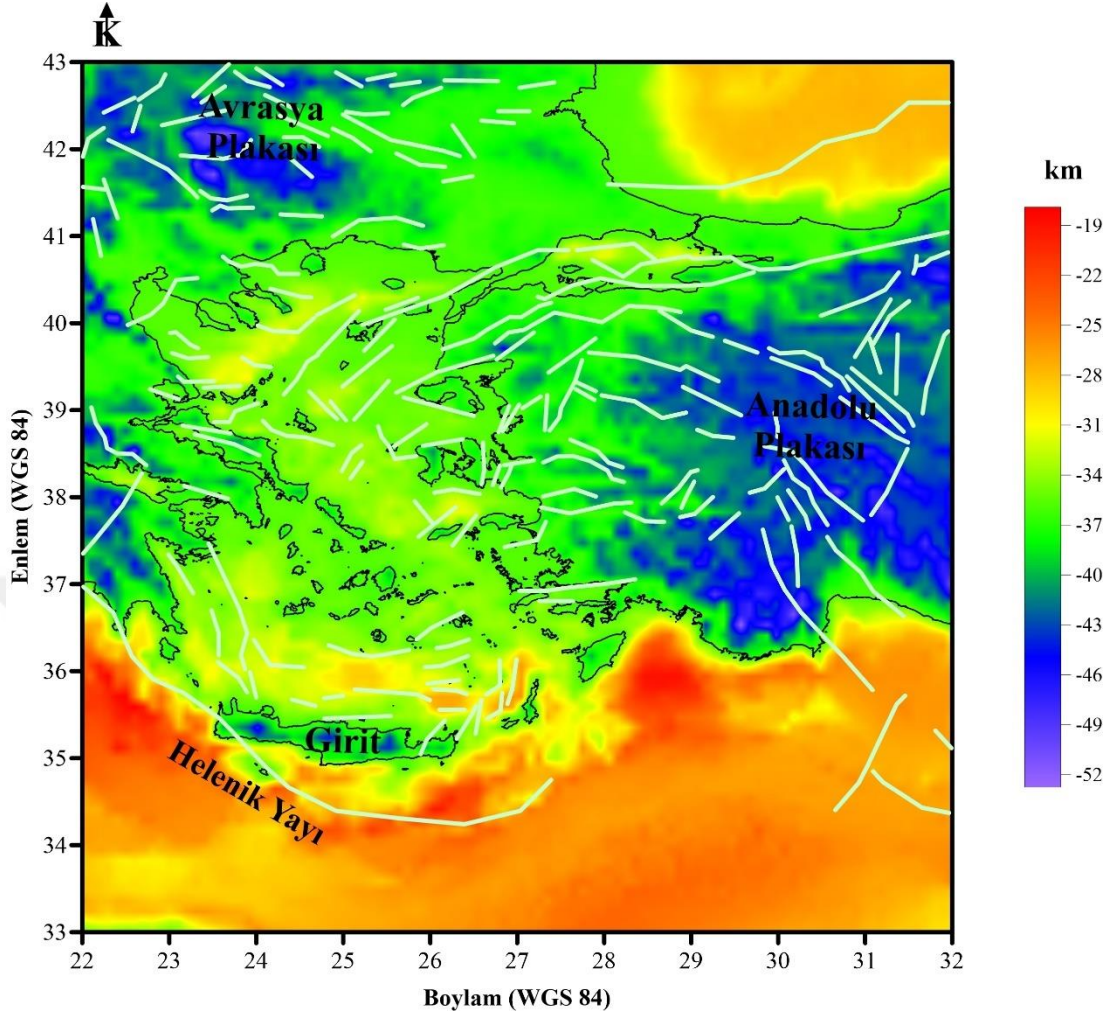 K
43
42
41
40
39
38
37
36
35
34
33
Enlem (WGS 84)
22 23 24 25 26 27 28 29 30 31 32
Boylam (WGS 84)
Avrasya
Plakası
Anadolu
Plakası
Girit
Helenik Yayı
km
-19
-22
-25
-28
-31
-34
-37
-40
-43
-46
-49
-52